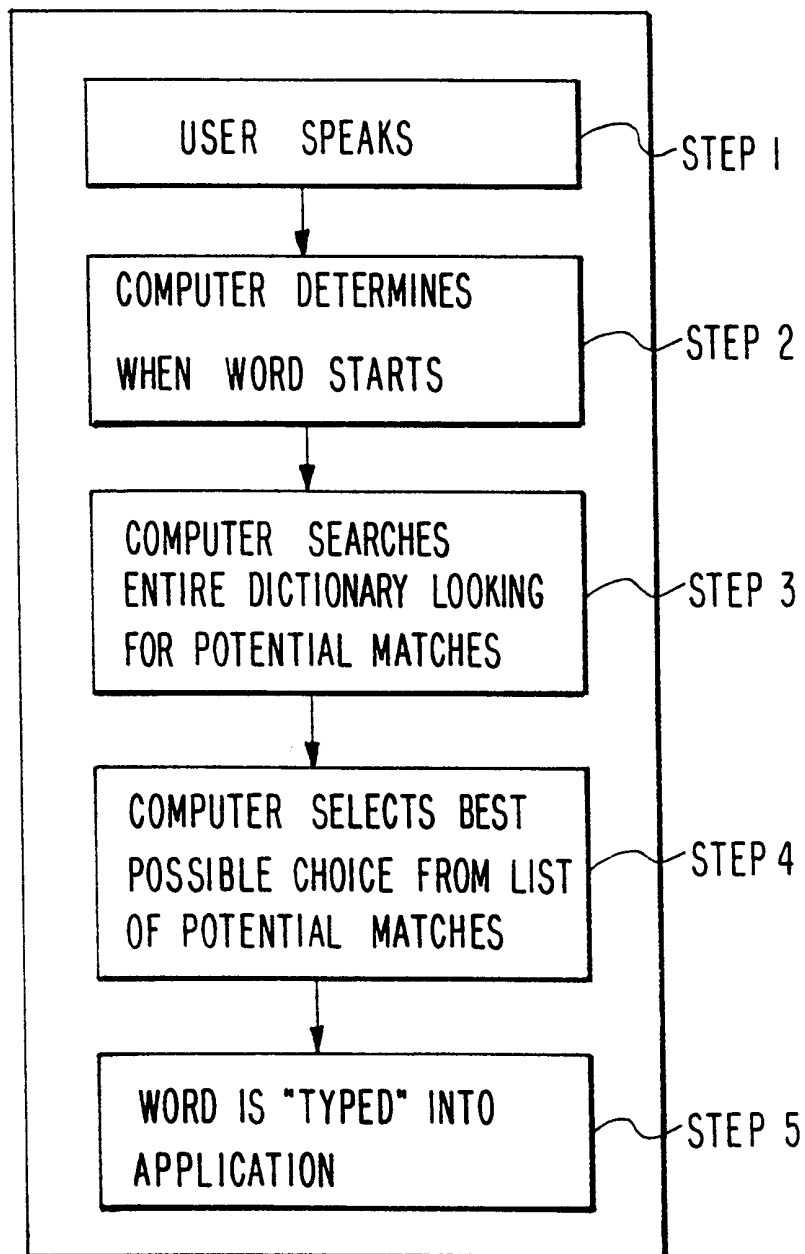 USER SPEAKS
STEP 1
COMPUTER DETERMINES
WHEN WORD STARTS
STEP 2
COMPUTER SEARCHES
ENTIRE DICTIONARY LOOKING
FOR POTENTIAL MATCHES
STEP 3
COMPUTER SELECTS BEST
POSSIBLE CHOICE FROM LIST
OF POTENTIAL MATCHES
STEP 4
WORD IS "TYPED" INTO
APPLICATION
STEP 5